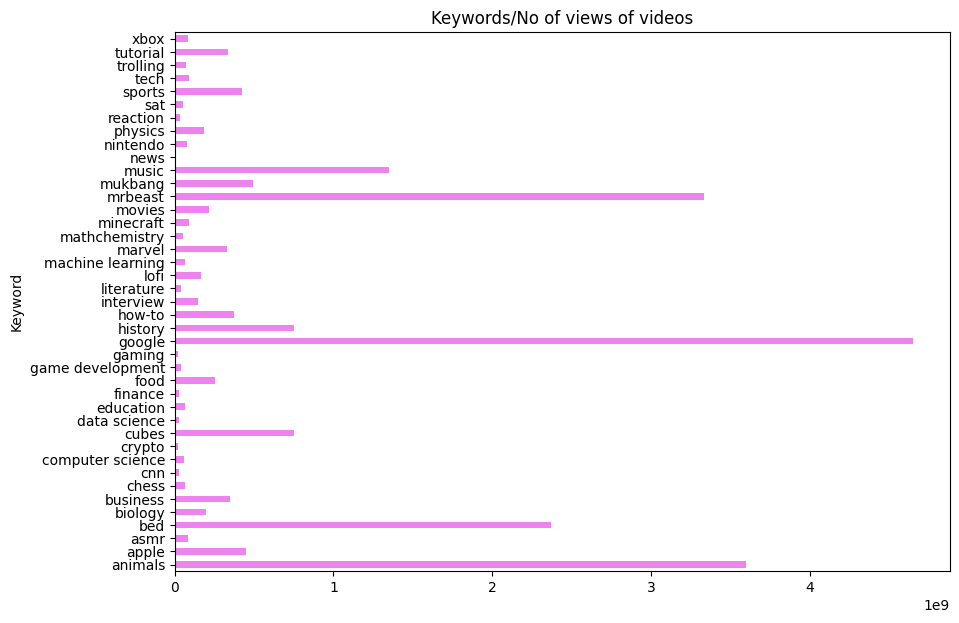 Keywords/No of views of videos
xbox
tutorial
trolling
tech
sports
sat
reaction
physics
nintendo
news
music
mukbang
mrbeast
movies
minecraft
mathchemistry
marvel
machine learning
lofi
literature
interview
how-to
history
google
gaming
game development
food
finance
education
data science
cubes
crypto
computer science
cnn
chess
business
biology
bed
asmr
apple
animals
Keyword
0 1 2 3 4
1e9